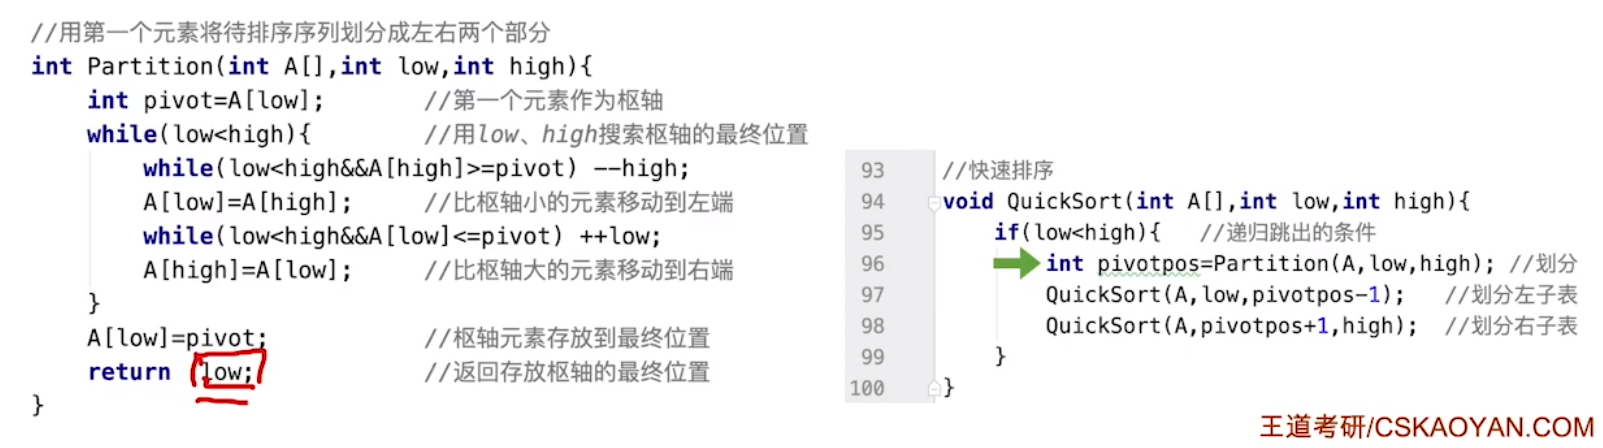 //用第一个元素将待排序序列划分成左右两个部分
int Partition(int A[],int low,int high){
    int pivot=A[low];       //第一个元素作为枢轴
    while(low<high){        //用low、high搜索枢轴的最终位置
        while(low<high&&A[high]>=pivot) --high;
        A[low]=A[high];     //比枢轴小的元素移动到左端
        while(low<high&&A[low]<=pivot) ++low;
        A[high]=A[low];     //比枢轴大的元素移动到右端
    }
    A[low]=pivot;           //枢轴元素存放到最终位置
    return low;             //返回存放枢轴的最终位置
}
93 //快速排序
94 void QuickSort(int A[],int low,int high){
95     if(low<high){   //递归跳出的条件
96         int pivotpos=Partition(A,low,high); //划分
97         QuickSort(A,low,pivotpos-1);   //划分左子表
98         QuickSort(A,pivotpos+1,high);  //划分右子表
99     }
100 }
王道考研/CSKAOYAN.COM